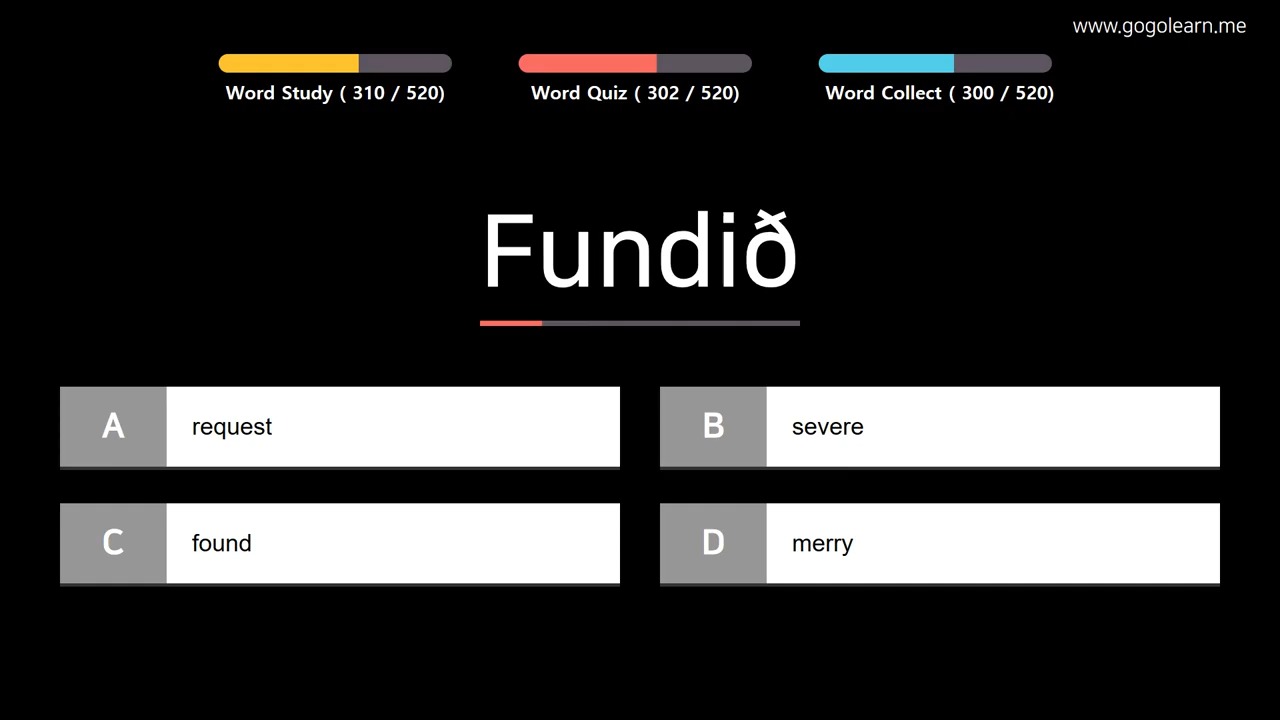 www.gogolearn.me
Word Study ( 310 / 520)
Word Quiz ( 302 / 520)
Word Collect ( 300 / 520)
Fundið
A request
B severe
C found
D merry